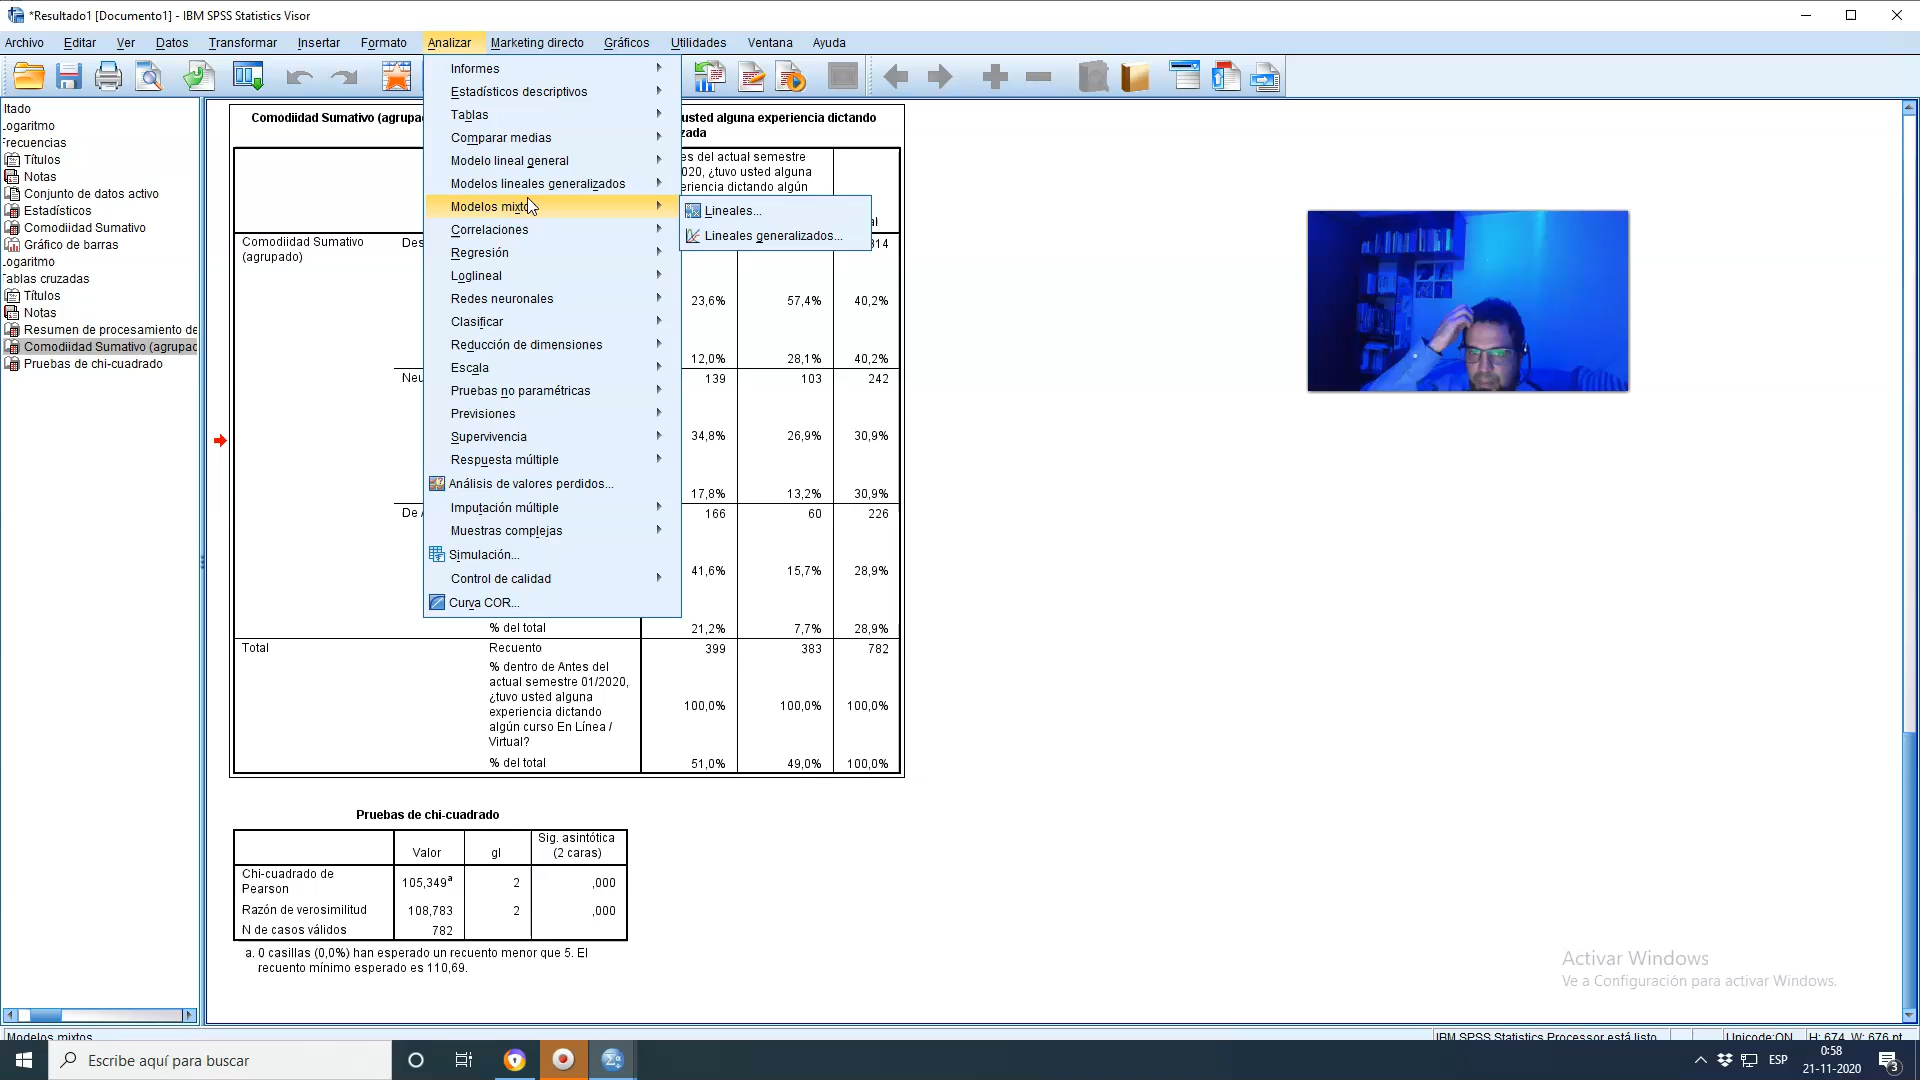 *Resultado1 [Documento1] - IBM SPSS Statistics Visor
Archivo Editar Ver Datos Transformar Insertar Formato Analizar Marketing directo Gráficos Utilidades Ventana Ayuda
ltado
Logaritmo
Frecuencias
Títulos
Notas
Conjunto de datos activo
Estadísticos
Comodiidad Sumativo
Gráfico de barras
Logaritmo
Tablas cruzadas
Títulos
Notas
Resumen de procesamiento de
Comodiidad Sumativo (agrupac
Pruebas de chi-cuadrado
Informes
Estadísticos descriptivos
Tablas
Comparar medias
Modelo lineal general
Modelos lineales generalizados
Modelos mixto
Correlaciones
Regresión
Loglineal
Redes neuronales
Clasificar
Reducción de dimensiones
Escala
Pruebas no paramétricas
Previsiones
Supervivencia
Respuesta múltiple
Análisis de valores perdidos...
Imputación múltiple
Muestras complejas
Simulación...
Control de calidad
Curva COR...
Lineales...
Lineales generalizados...
Comodiidad Sumativo (agrupa usted alguna experiencia dictando
zada
es del actual semestre
020, ¿tuvo usted alguna
eriencia dictando algún
al
Comodiidad Sumativo Des 314
(agrupado)
23,6% 57,4% 40,2%
12,0% 28,1% 40,2%
Neu 139 103 242
34,8% 26,9% 30,9%
17,8% 13,2% 30,9%
De 166 60 226
41,6% 15,7% 28,9%
% del total 21,2% 7,7% 28,9%
Total Recuento 399 383 782
% dentro de Antes del
actual semestre 01/2020,
¿tuvo usted alguna
experiencia dictando
algún curso En Línea /
Virtual?
100,0% 100,0% 100,0%
% del total 51,0% 49,0% 100,0%
Pruebas de chi-cuadrado
Valor gl Sig. asintótica
(2 caras)
Chi-cuadrado de
Pearson 105,349a 2 ,000
Razón de verosimilitud 108,783 2 ,000
N de casos válidos 782
a. 0 casillas (0,0%) han esperado un recuento menor que 5. El
recuento mínimo esperado es 110,69.
Activar Windows
Ve a Configuración para activar Windows.
Modelos mixtos
IBM SPSS Statistics Processor está listo Unicode:ON H: 674, W: 676 pt
Escribe aquí para buscar
ESP
0:58
21-11-2020
3